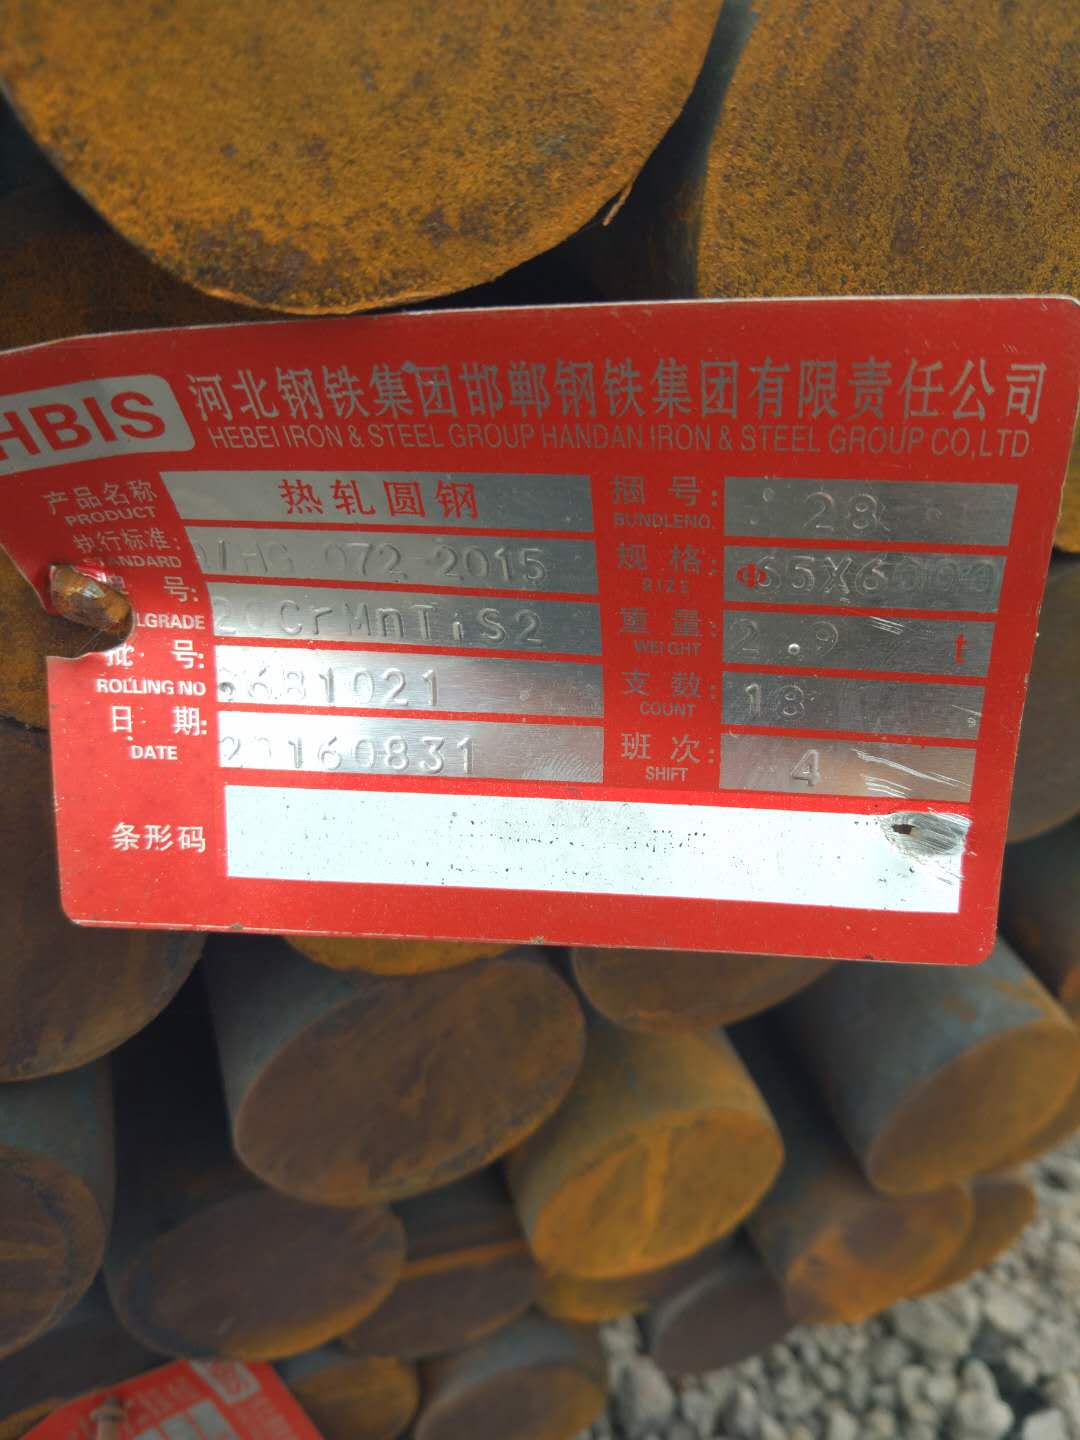 HBIS
河北钢铁集团邯郸钢铁集团有限责任公司
HEBEI IRON & STEEL GROUP HANDAN IRON & STEEL GROUP CO,LTD
产品名称 热轧圆钢 捆 号: 28
PRODUCT BUNDLENO.
执行标准: /HG 072 2015 规 格: Φ65X6000
STANDARD SIZE
号: 20CrMnTiS2 重 量: 2.9 t
LGRADE WEIGHT
批 号: 6681021 支 数: 18
ROLLING NO COUNT
日 期: 20160831 班次: 4
DATE SHIFT
条形码